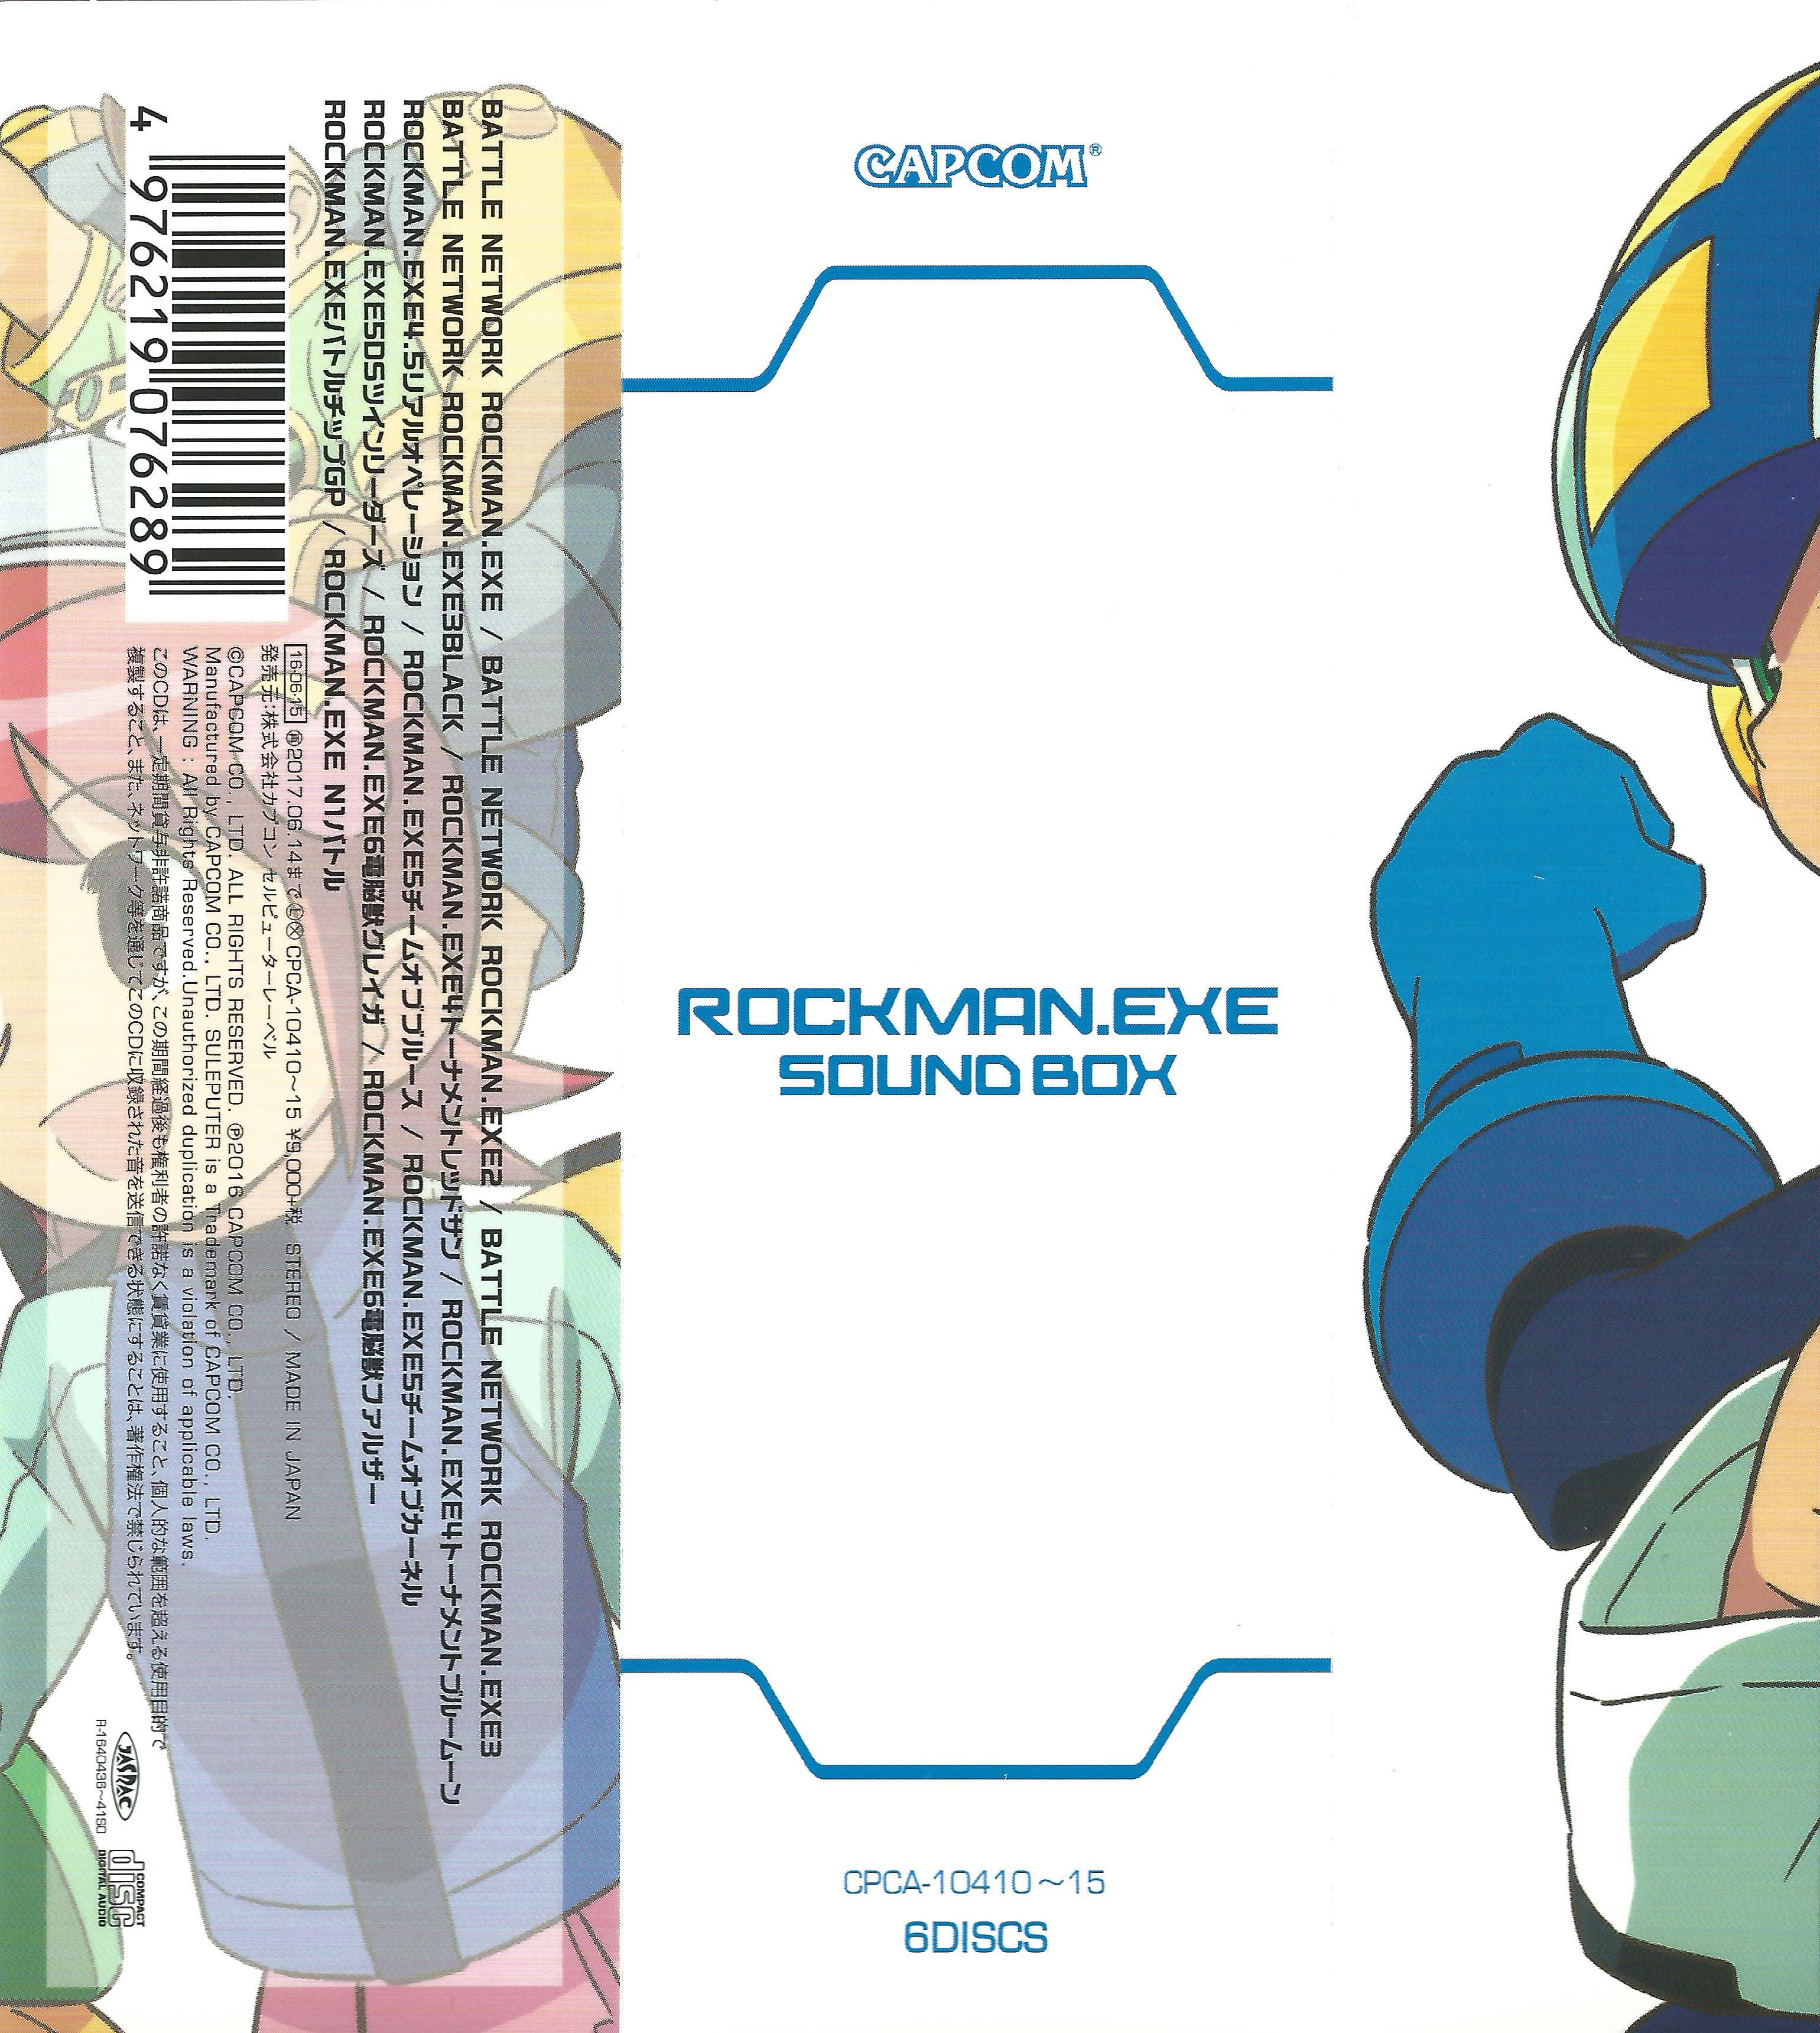 BATTLE NETWORK ROCKMAN.EXE / BATTLE NETWORK ROCKMAN.EXE2 / BATTLE NETWORK ROCKMAN.EXE3
BATTLE NETWORK ROCKMAN.EXE3BLACK / ROCKMAN.EXE4トーナメントレッドサン / ROCKMAN.EXE4トーナメントブルームーン
ROCKMAN.EXE4.5リアルオペレーション / ROCKMAN.EXE5チームオブブルース / ROCKMAN.EXE5チームオブカーネル
ROCKMAN.EXE5DSツインリーダーズ / ROCKMAN.EXE6電脳獣グレイガ / ROCKMAN.EXE6電脳獣ファルザー
ROCKMAN.EXEバトルチップGP / ROCKMAN.EXE N1バトル
4 976219 076289
16・06・15 再2017.06.14まで Ⓛ Ⓧ CPCA-10410〜15 ¥9,000+税 STEREO / MADE IN JAPAN
発売元:株式会社カプコン セルピューターレーベル
©CAPCOM CO., LTD. ALL RIGHTS RESERVED. ℗2016 CAPCOM CO., LTD.
Manufactured by CAPCOM CO., LTD. SULEPUTER is a Trademark of CAPCOM CO., LTD.
WARNING : All Rights Reserved.Unauthorized duplication is a violation of applicable laws.
このCDは、一定期間貸与非許諾商品ですが、この期間経過後も権利者の許諾なく賃貸業に使用すること、個人的な範囲を超える使用目的で
複製すること、また、ネットワーク等を通じてこのCDに収録された音を送信できる状態にすることは、著作権法で禁じられています。
JASRAC
R-1640436〜41SO
COMPACT
disc
DIGITAL AUDIO
CAPCOM®
ROCKMAN.EXE
SOUND BOX
CPCA-10410〜15
6DISCS